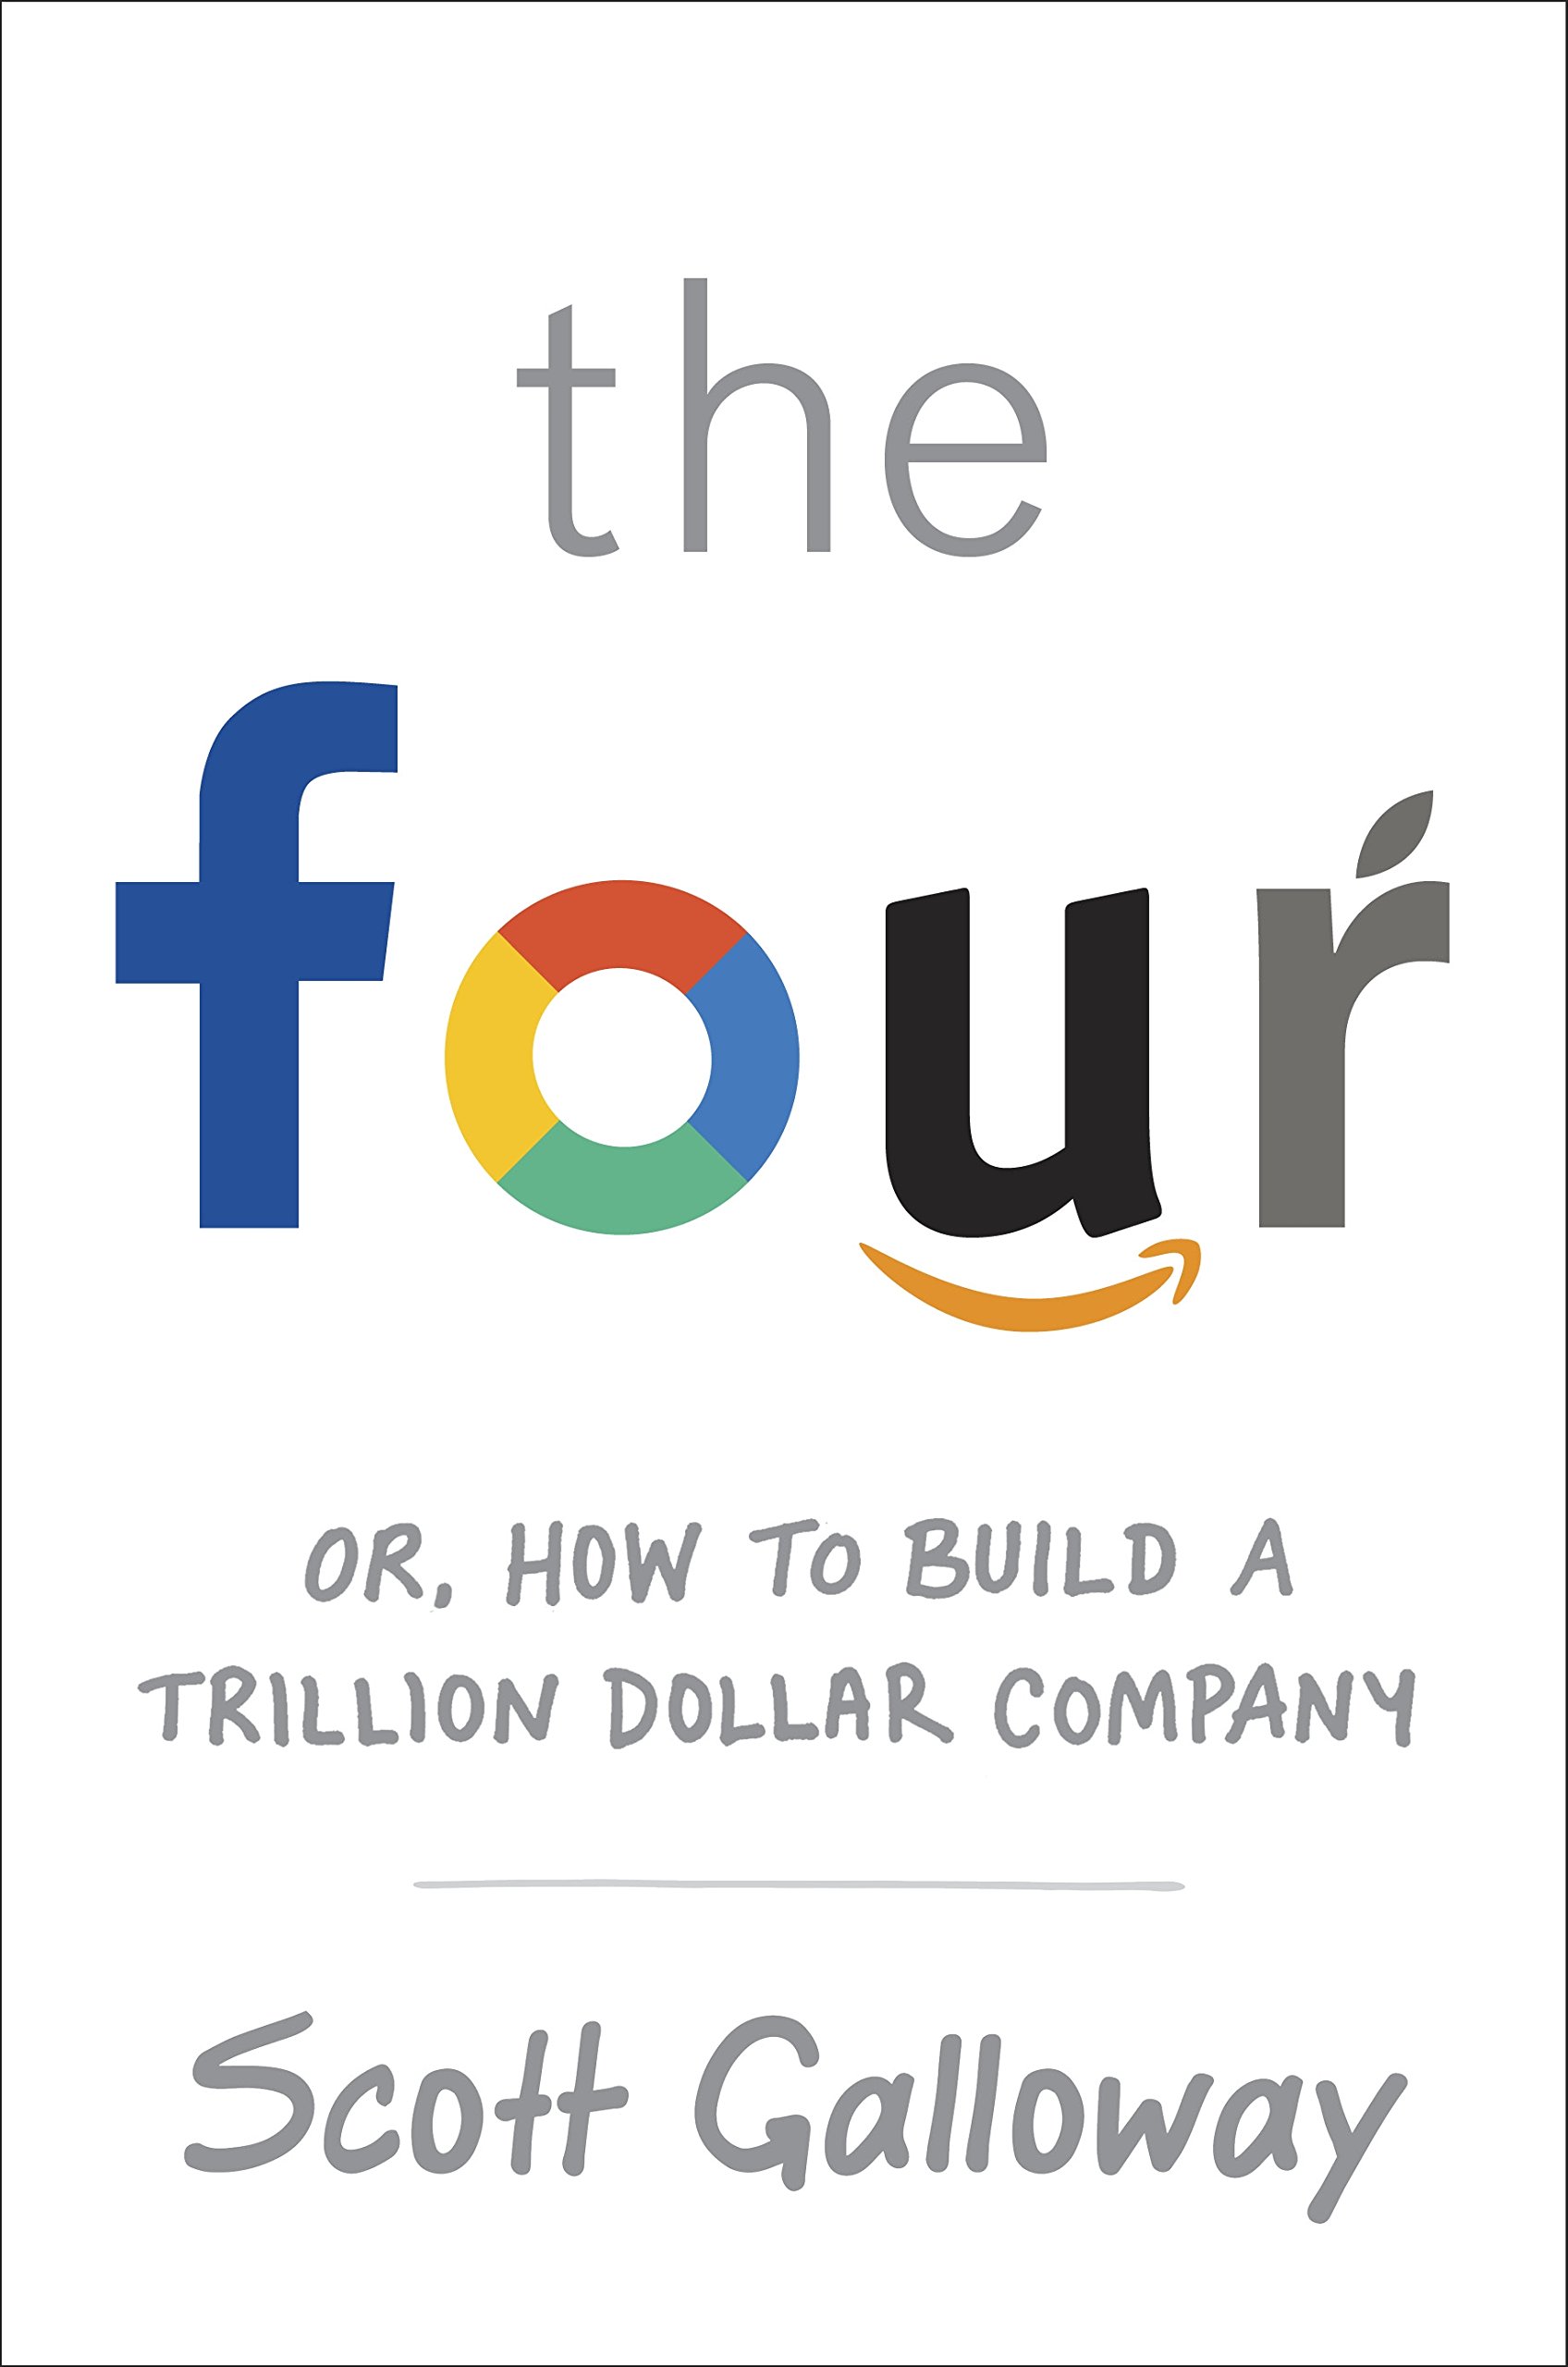 the
four
OR, HOW TO BUILD A
TRILLION DOLLAR COMPANY
Scott Galloway